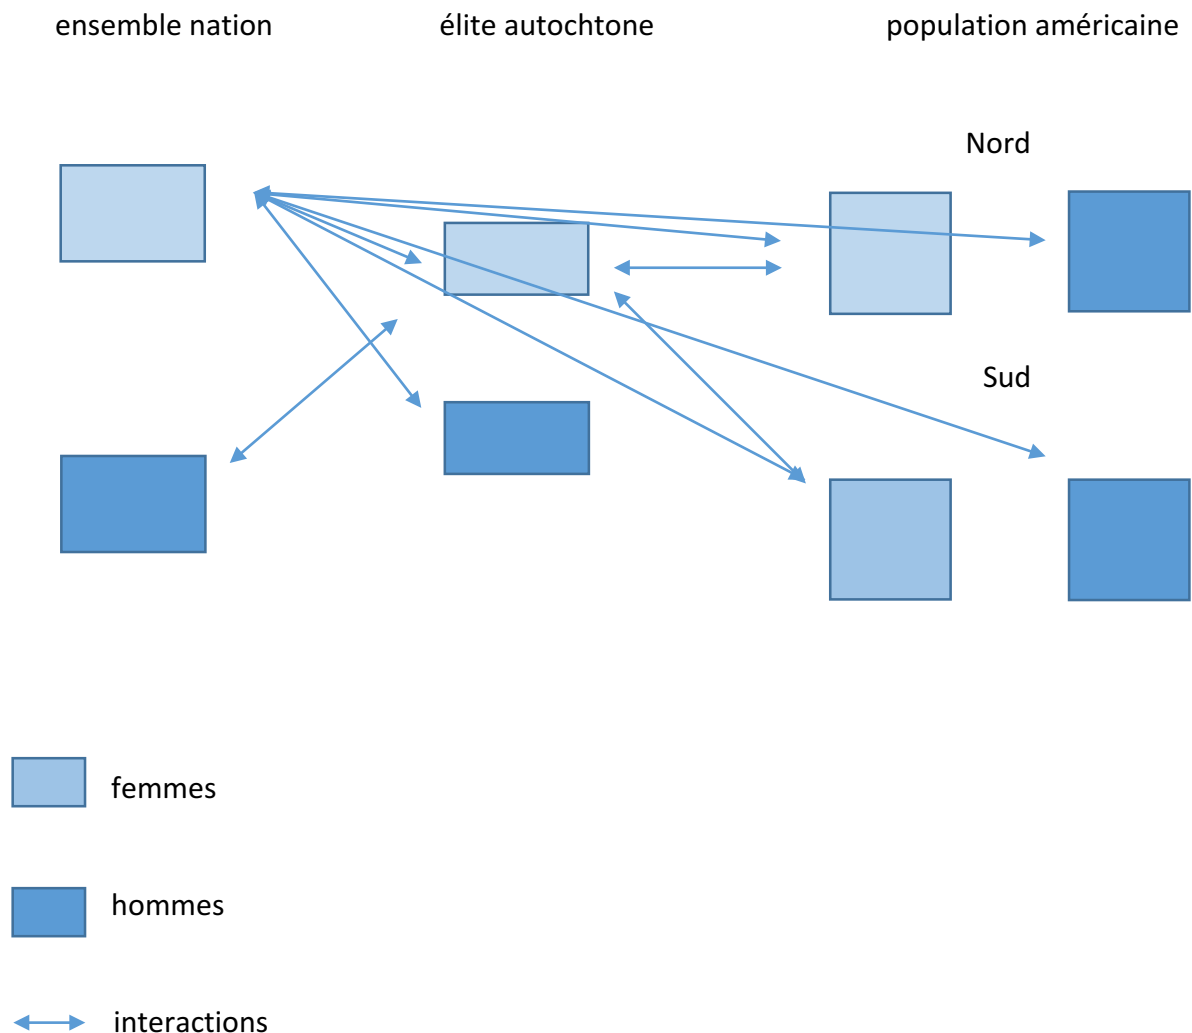 ensemble nation
élite autochtone
population américaine
Nord
Sud
femmes
hommes
interactions